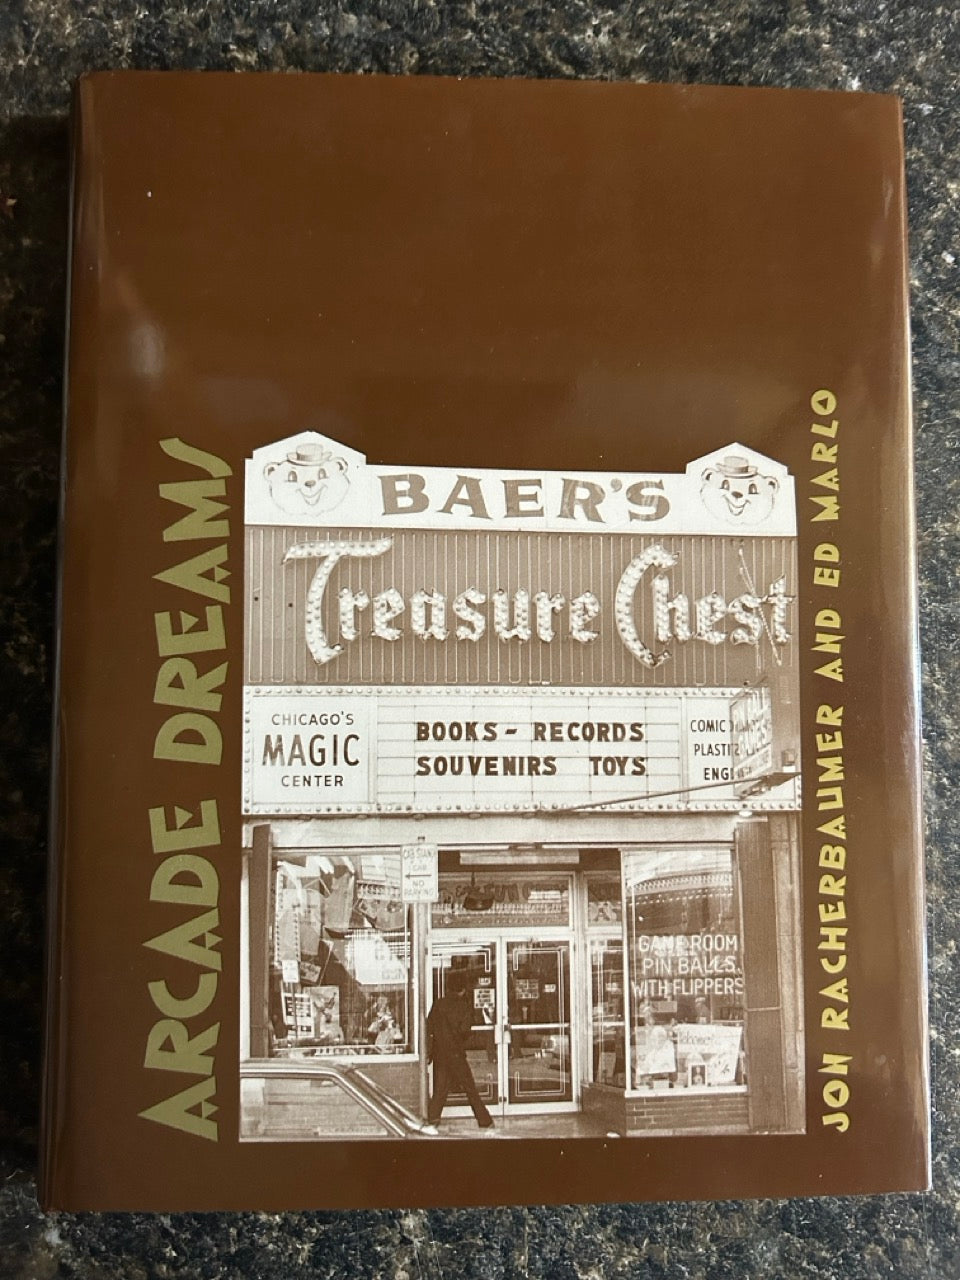 ARCADE DREAMS
BAER'S
Treasure Chest
CHICAGO'S
MAGIC
CENTER
BOOKS - RECORDS
SOUVENIRS TOYS
COMIC
NO
PARKING
GAME ROOM
PIN BALLS
WITH FLIPPERS
JON RACHERBAUMER AND ED MARLO